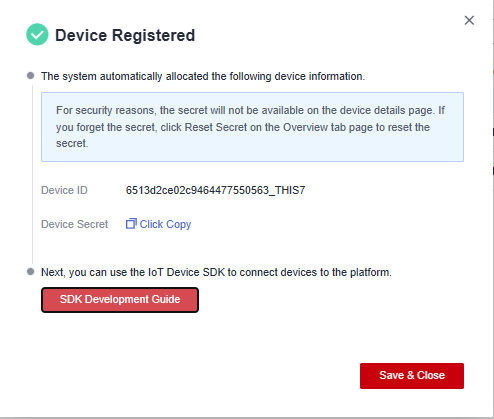 Device Registered
The system automatically allocated the following device information.
For security reasons, the secret will not be available on the device details page. If
you forget the secret, click Reset Secret on the Overview tab page to reset the
secret.
Device ID 6513d2ce02c9464477550563_THIS7
Device Secret Click Copy
Next, you can use the IoT Device SDK to connect devices to the platform.
SDK Development Guide
Save & Close